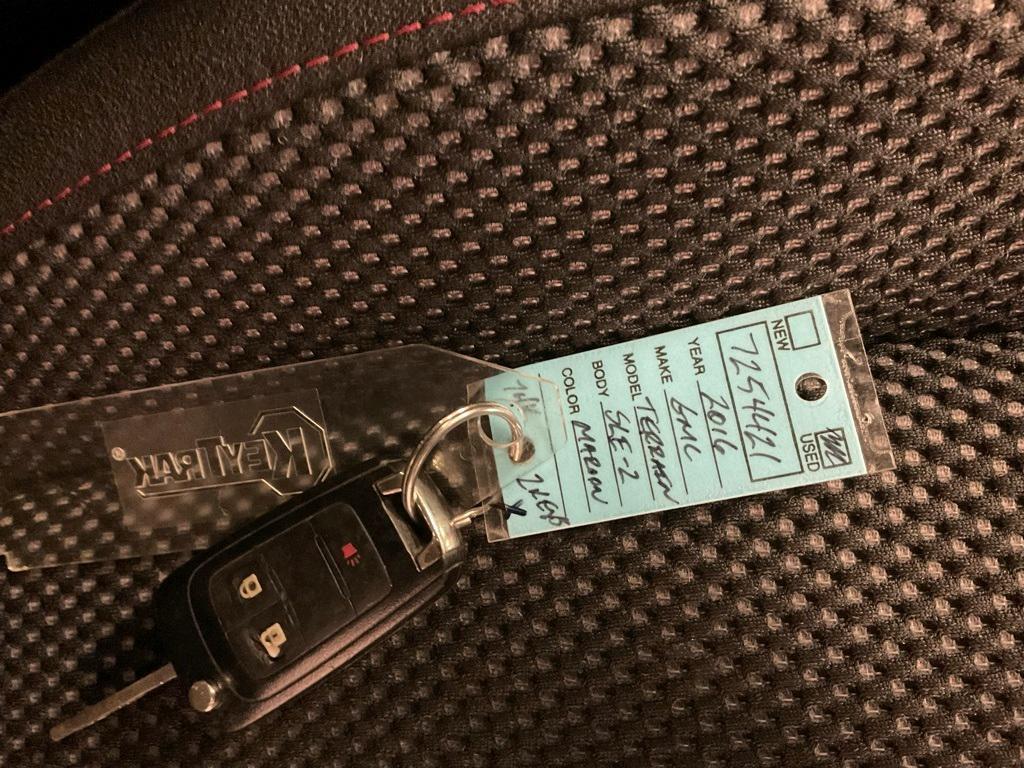 NEW USED
7254421
YEAR 2016
MAKE GMC
MODEL TERRAIN
BODY SLE-2
COLOR MAROON
KEYTRAK®